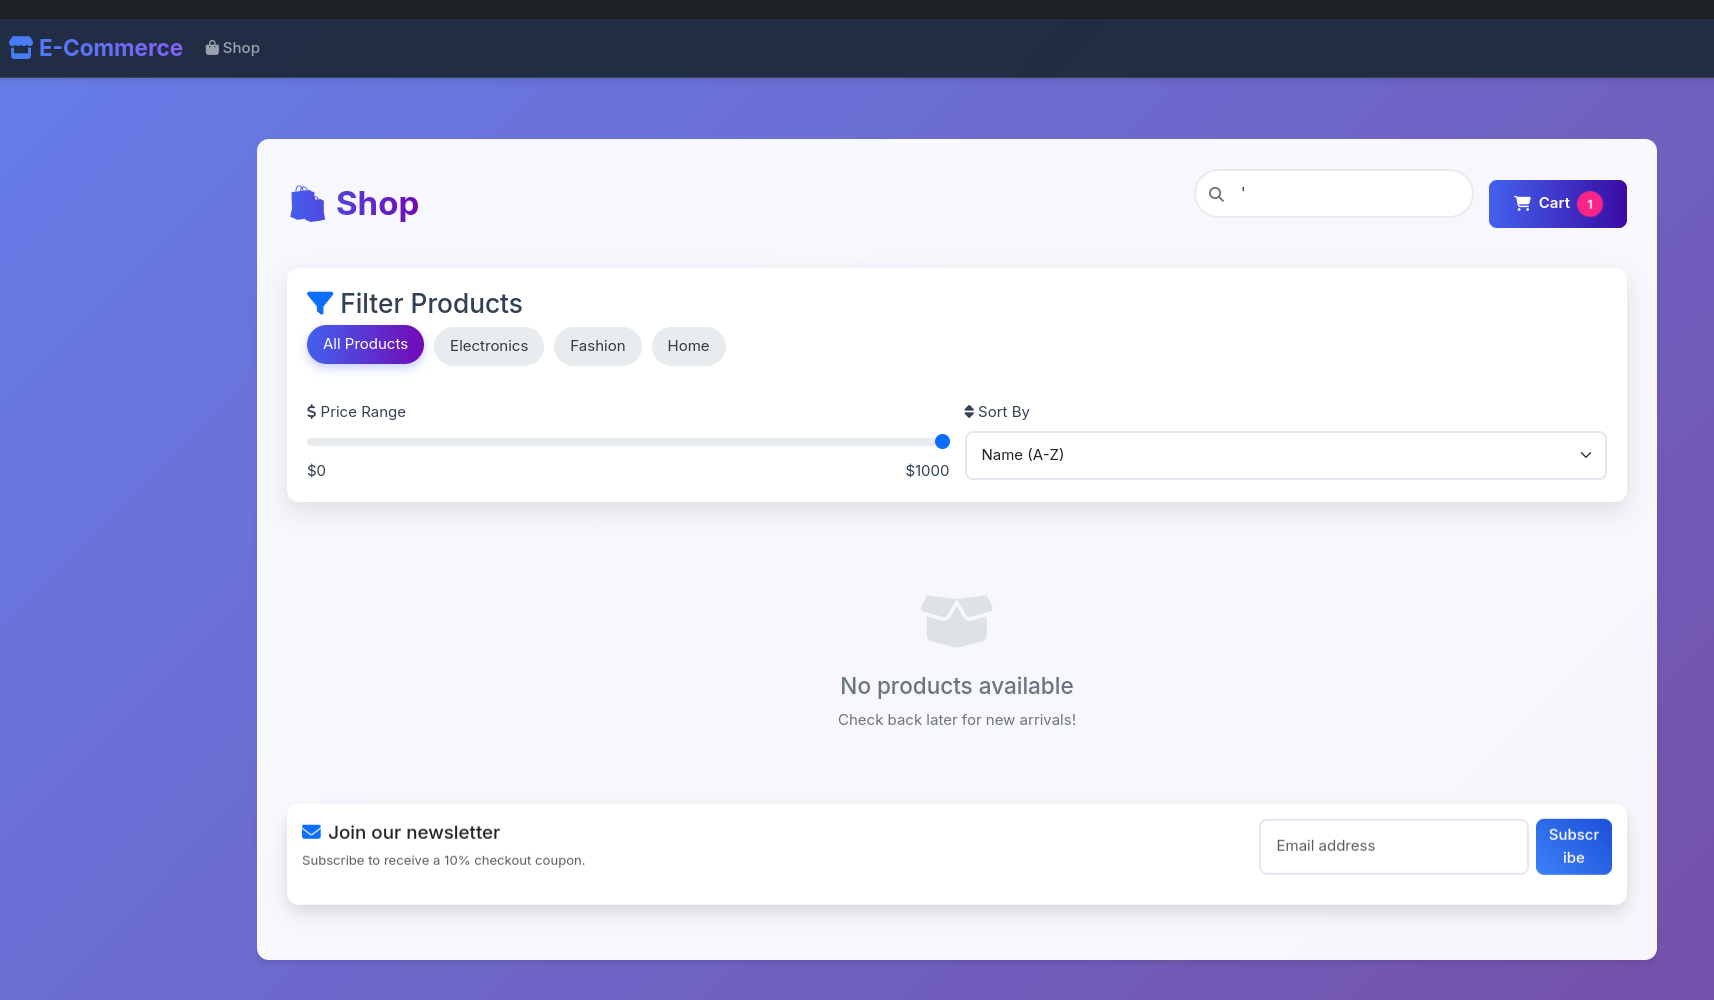 E-Commerce
Shop
Shop
'
Cart 1
Filter Products
All Products
Electronics
Fashion
Home
$ Price Range
Sort By
Name (A-Z)
$0
$1000
No products available
Check back later for new arrivals!
Join our newsletter
Subscribe to receive a 10% checkout coupon.
Email address
Subscr
ibe